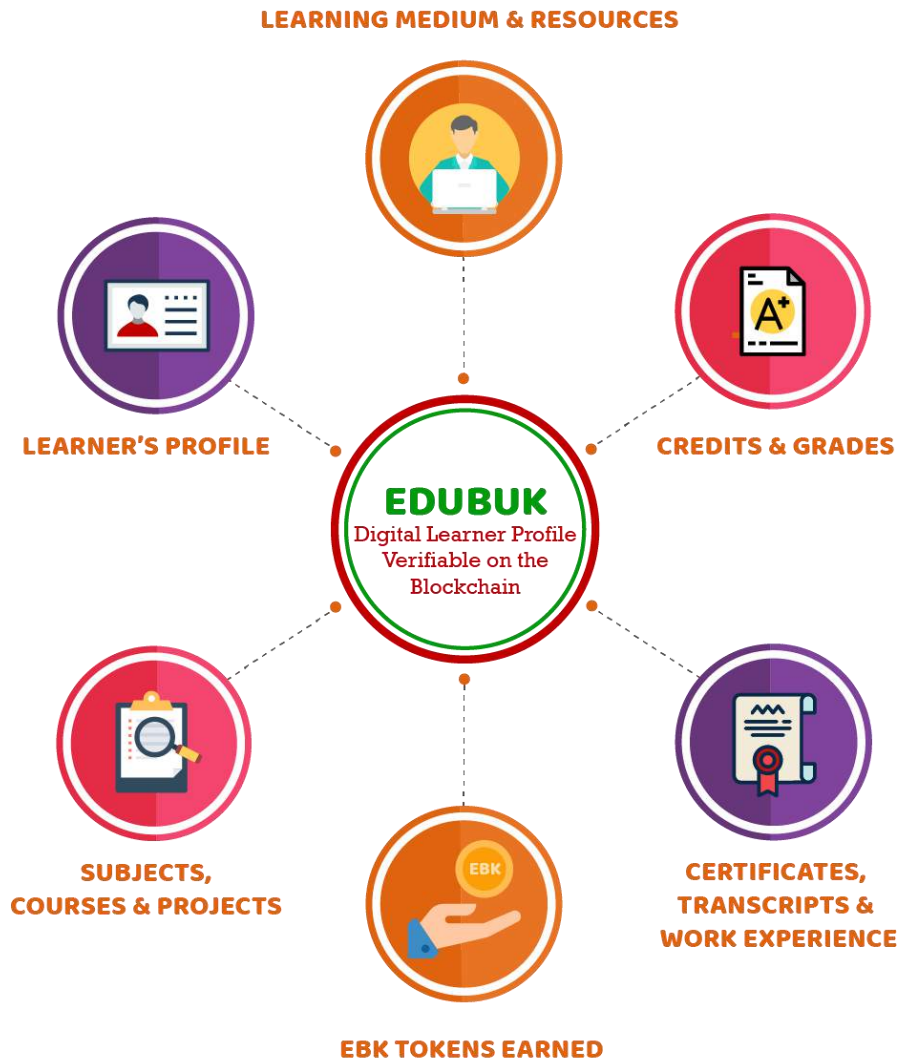 LEARNING MEDIUM & RESOURCES
LEARNER'S PROFILE
A+
CREDITS & GRADES
EDUBUK
Digital Learner Profile
Verifiable on the
Blockchain
SUBJECTS,
COURSES & PROJECTS
EBK
CERTIFICATES,
TRANSCRIPTS &
WORK EXPERIENCE
EBK TOKENS EARNED